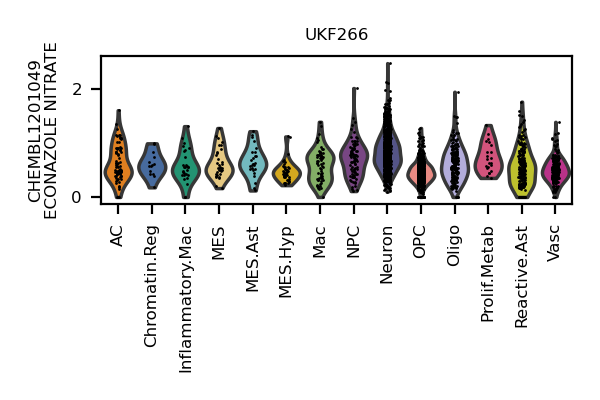 UKF266
CHEMBL1201049
ECONAZOLE NITRATE
2
0
AC
Chromatin.Reg
Inflammatory.Mac
MES
MES.Ast
MES.Hyp
Mac
NPC
Neuron
OPC
Oligo
Prolif.Metab
Reactive.Ast
Vasc